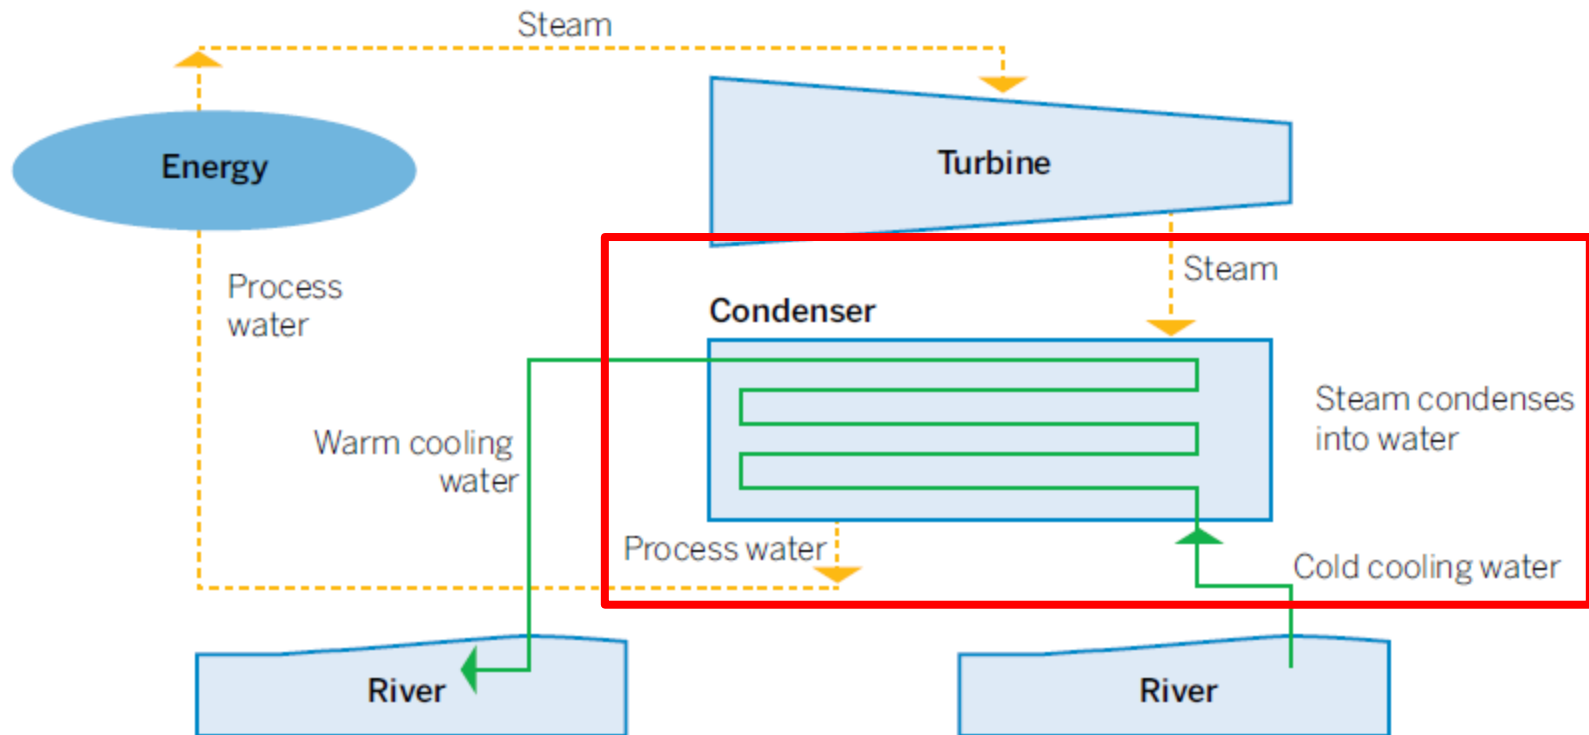 Steam
Energy
Turbine
Process
water
Steam
Condenser
Steam condenses
into water
Warm cooling
water
Process water
Cold cooling water
River
River